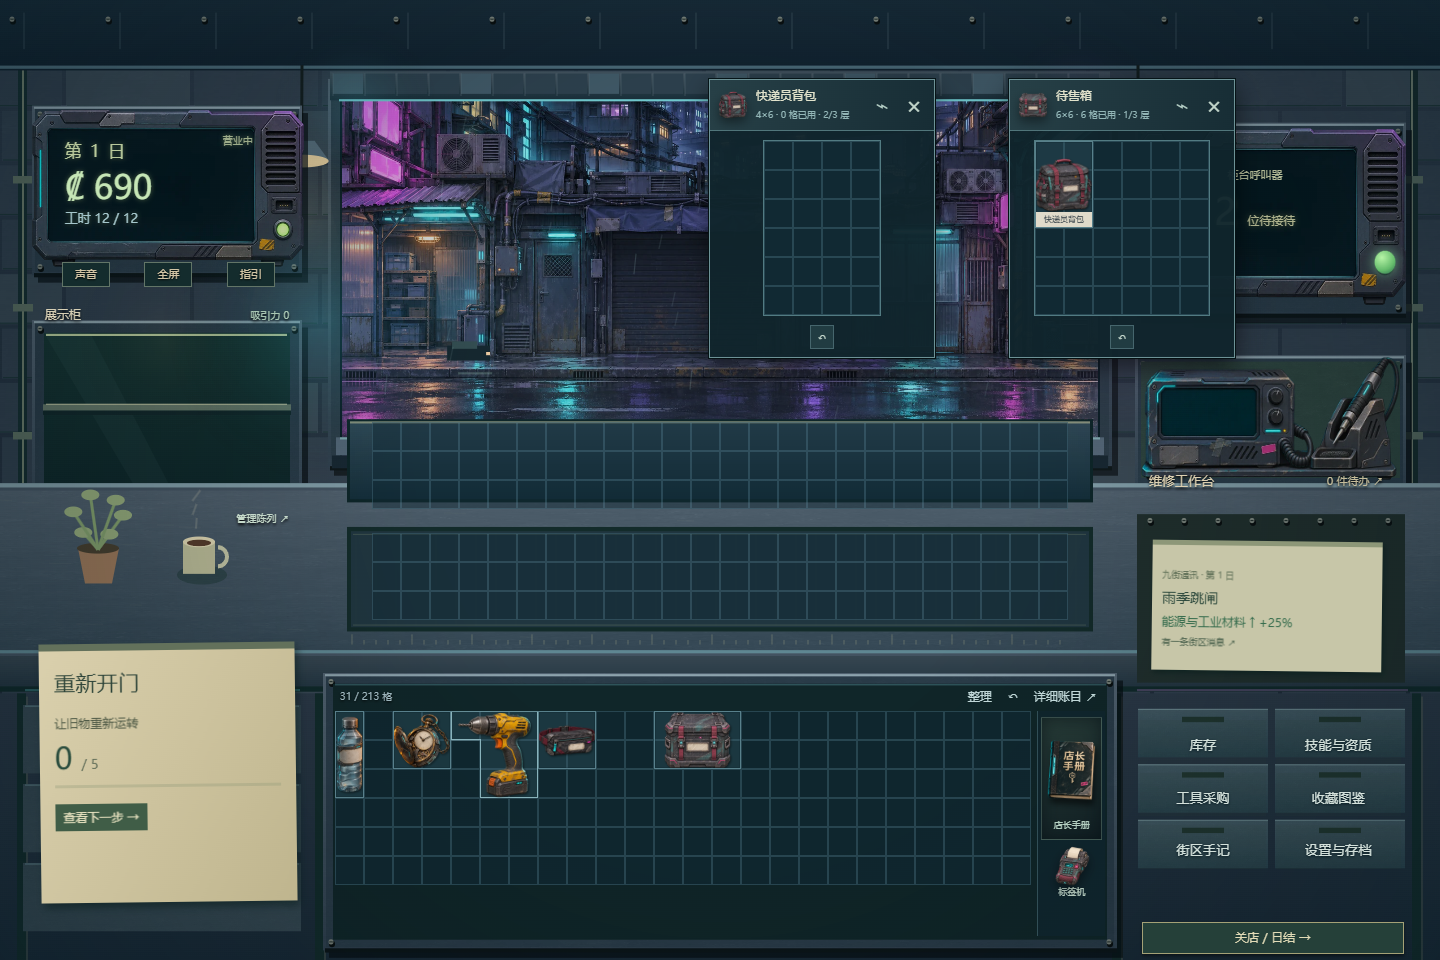 第 1 日
营业中
₡ 690
工时 12 / 12
声音
全屏
指引
展示柜
吸引力 0
管理陈列 ↗
快递员背包
4×6 · 0 格已用 · 2/3 层
待售箱
6×6 · 6 格已用 · 1/3 层
快递员背包
台呼叫器
位待接待
维修工作台
0 件待办 ↗
九街通讯 · 第 1 日
雨季跳闸
能源与工业材料 ↑ +25%
有一条街区消息 ↗
重新开门
让旧物重新运转
0 / 5
查看下一步 →
31 / 213 格
整理
详细账目 ↗
店长
手册
店长手册
标签机
库存
技能与资质
工具采购
收藏图鉴
街区手记
设置与存档
关店 / 日结 →